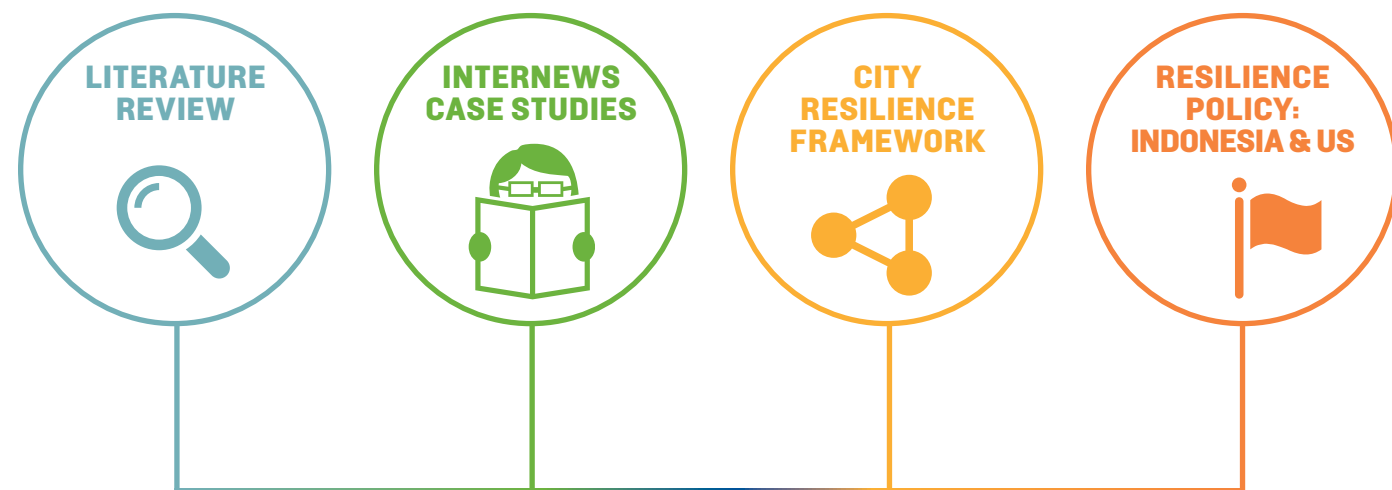 LITERATURE
REVIEW
INTERNEWS
CASE STUDIES
CITY
RESILIENCE
FRAMEWORK
RESILIENCE
POLICY:
INDONESIA & US